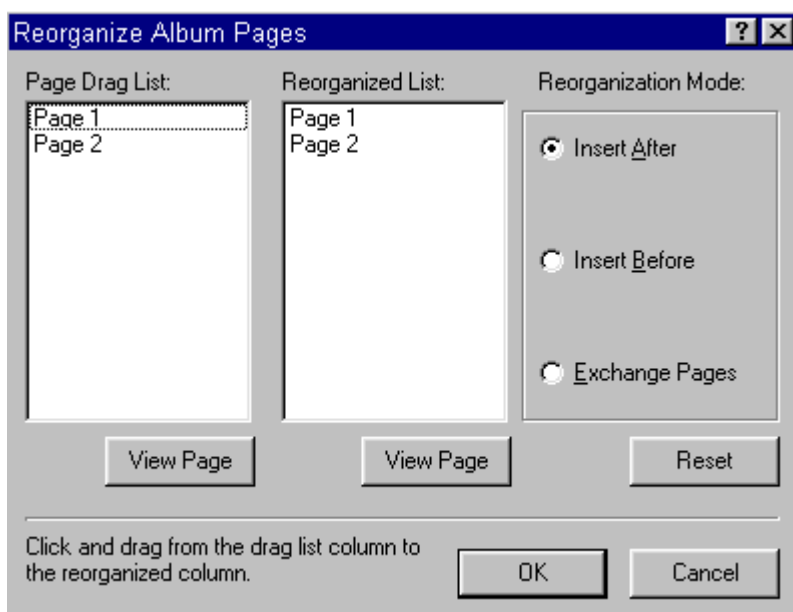 Reorganize Album Pages
Page Drag List:
Page 1
Page 2
View Page
Reorganized List:
Page 1
Page 2
View Page
Reorganization Mode:
Insert After
Insert Before
Exchange Pages
Reset
Click and drag from the drag list column to
the reorganized column.
OK
Cancel